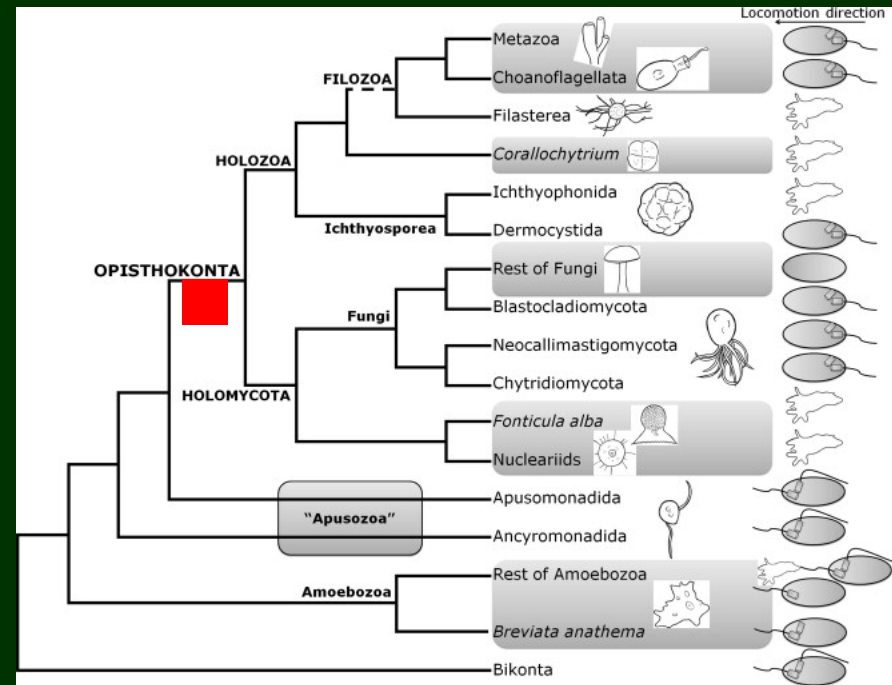 Locomotion direction
Metazoa
Choanoflagellata
FILOZOA
Filasterea
HOLOZOA
Corallochytrium
Ichthyophonida
Ichthyosporea
Dermocystida
OPISTHOKONTA
Rest of Fungi
Blastocladiomycota
Fungi
Neocallimastigomycota
Chytridiomycota
HOLOMYCOTA
Fonticula alba
Nucleariids
Apusomonadida
“Apusozoa”
Ancyromonadida
Rest of Amoebozoa
Amoebozoa
Breviata anathema
Bikonta